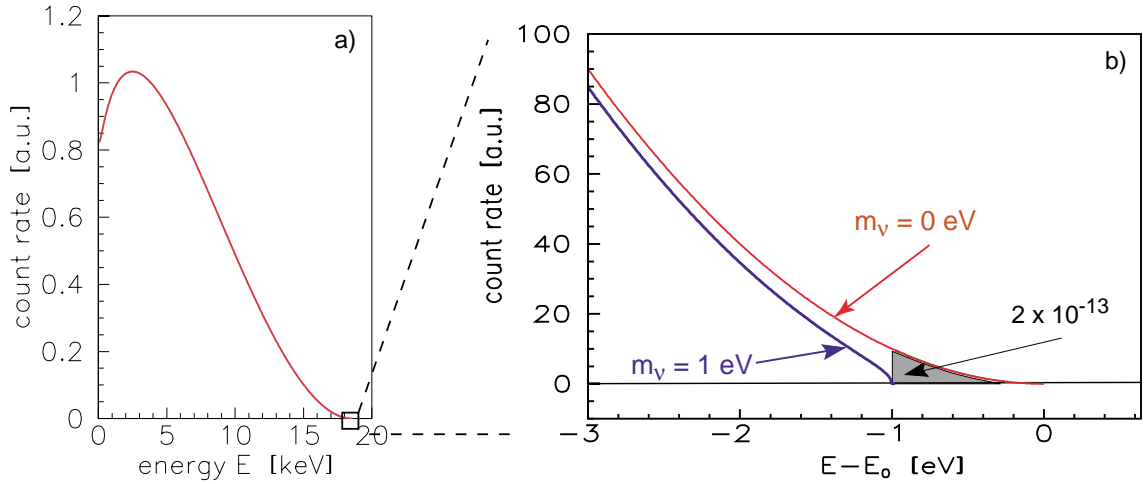 a)
1.2
1
0.8
0.6
0.4
0.2
0
0 5 10 15 20
count rate [a.u.]
energy E [keV]
b)
100
80
60
40
20
0
−3 −2 −1 0
count rate [a.u.]
E−E₀ [eV]
mν = 0 eV
2 x 10⁻¹³
mν = 1 eV